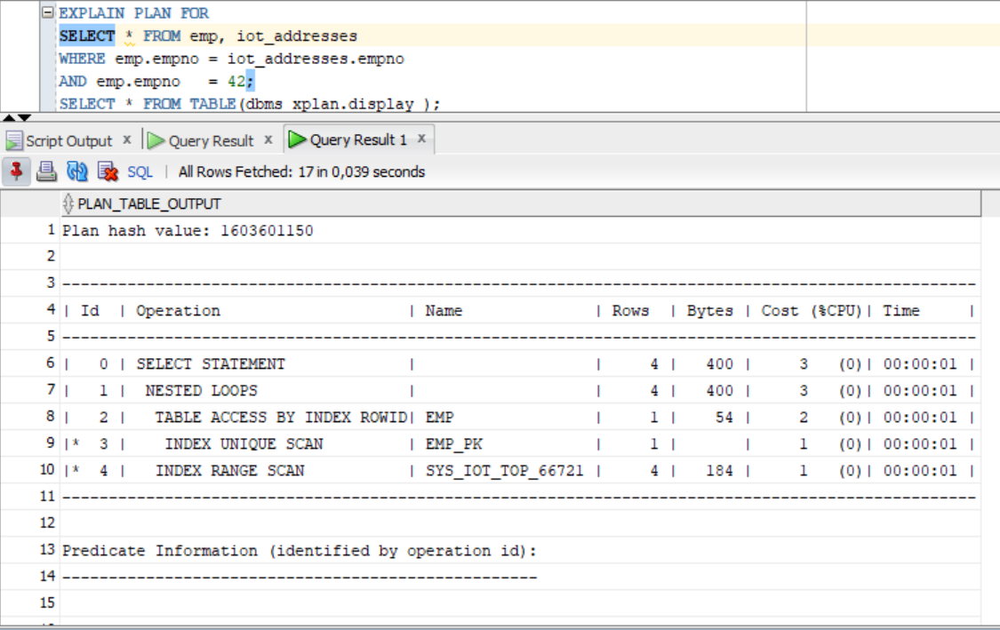 EXPLAIN PLAN FOR
SELECT * FROM emp, iot_addresses
WHERE emp.empno = iot_addresses.empno
AND emp.empno   = 42;
SELECT * FROM TABLE(dbms_xplan.display );
Script Output x Query Result x Query Result 1 x
SQL | All Rows Fetched: 17 in 0,039 seconds
PLAN_TABLE_OUTPUT
1 Plan hash value: 1603601150
2
3 ---------------------------------------------------------------------------------------------------
4 | Id  | Operation                    | Name              | Rows  | Bytes | Cost (%CPU)| Time     |
5 ---------------------------------------------------------------------------------------------------
6 |   0 | SELECT STATEMENT             |                   |     4 |   400 |     3   (0)| 00:00:01 |
7 |   1 |  NESTED LOOPS                |                   |     4 |   400 |     3   (0)| 00:00:01 |
8 |   2 |   TABLE ACCESS BY INDEX ROWID| EMP               |     1 |    54 |     2   (0)| 00:00:01 |
9 |*  3 |    INDEX UNIQUE SCAN         | EMP_PK            |     1 |       |     1   (0)| 00:00:01 |
10 |*  4 |   INDEX RANGE SCAN           | SYS_IOT_TOP_66721 |     4 |   184 |     1   (0)| 00:00:01 |
11 ---------------------------------------------------------------------------------------------------
12
13 Predicate Information (identified by operation id):
14 ---------------------------------------------------
15